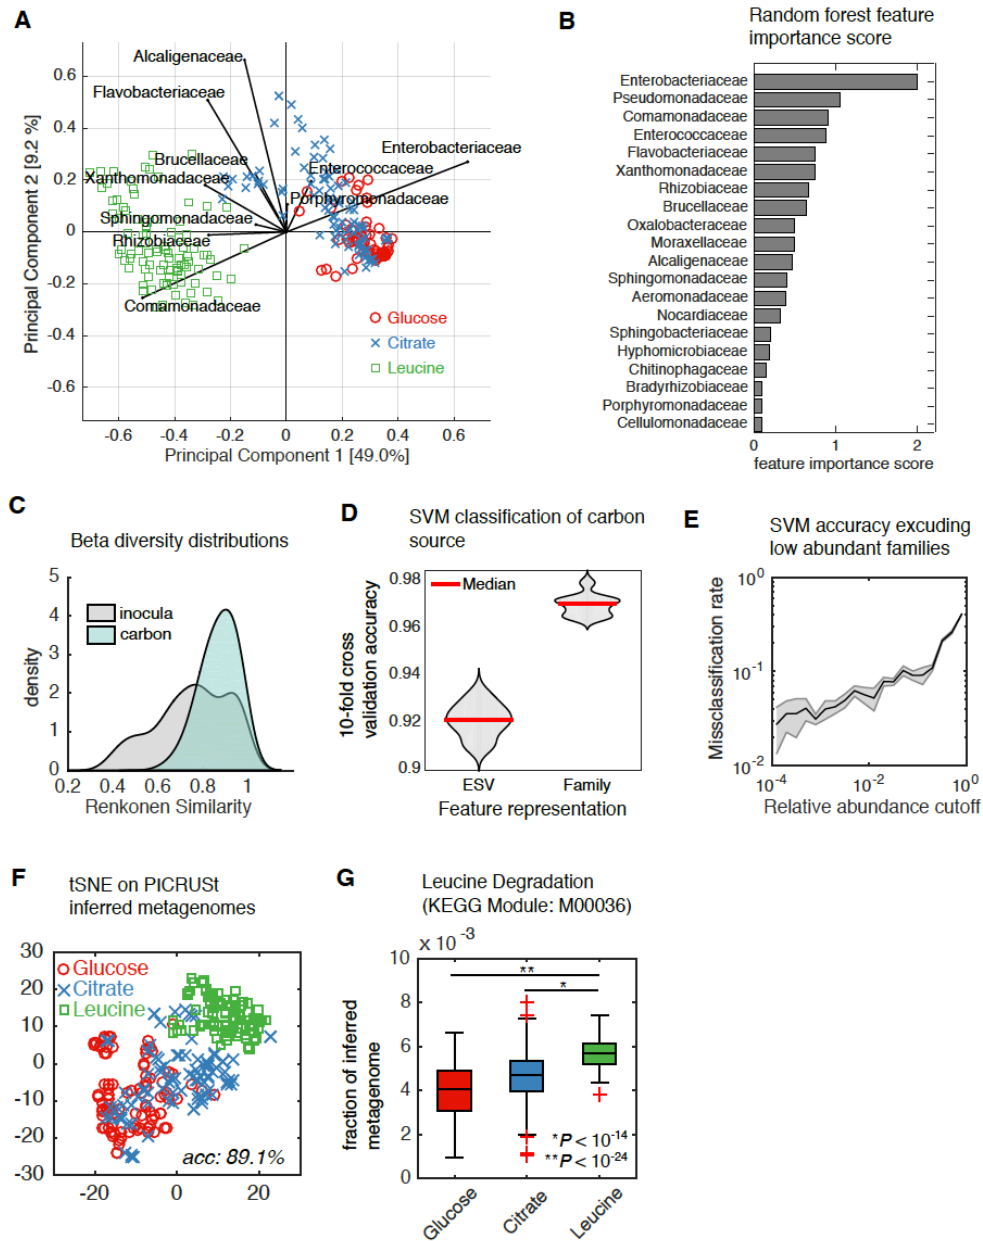 A
0.6
0.4
0.2
0
-0.2
-0.4
-0.6
Principal Component 2 [9.2 %]
Alcaligenaceae
Flavobacteriaceae
Enterobacteriaceae
Brucellaceae
Enterococcaceae
Xanthomonadaceae
Porphyromonadaceae
Sphingomonadaceae
Rhizobiaceae
Comamonadaceae
Glucose
Citrate
Leucine
-0.6 -0.4 -0.2 0 0.2 0.4 0.6
Principal Component 1 [49.0%]
B
Random forest feature
importance score
Enterobacteriaceae
Pseudomonadaceae
Comamonadaceae
Enterococcaceae
Flavobacteriaceae
Xanthomonadaceae
Rhizobiaceae
Brucellaceae
Oxalobacteraceae
Moraxellaceae
Alcaligenaceae
Sphingomonadaceae
Aeromonadaceae
Nocardiaceae
Sphingobacteriaceae
Hyphomicrobiaceae
Chitinophagaceae
Bradyrhizobiaceae
Porphyromonadaceae
Cellulomonadaceae
0 1 2
feature importance score
C
Beta diversity distributions
5
4
3
2
1
0
density
inocula
carbon
0.2 0.4 0.6 0.8 1
Renkonen Similarity
D
SVM classification of carbon
source
0.98
0.96
0.94
0.92
0.9
10-fold cross
validation accuracy
Median
ESV Family
Feature representation
E
SVM accuracy excuding
low abundant families
10^0
10^-1
10^-2
Missclassification rate
10^-4 10^-2 10^0
Relative abundance cutoff
F
tSNE on PICRUSt
inferred metagenomes
30
20
10
0
-10
-20
-30
Glucose
Citrate
Leucine
acc: 89.1%
-20 0 20
G
Leucine Degradation
(KEGG Module: M00036)
x 10^-3
10
8
6
4
2
0
fraction of inferred
metagenome
**
*
*P < 10^-14
**P < 10^-24
Glucose
Citrate
Leucine